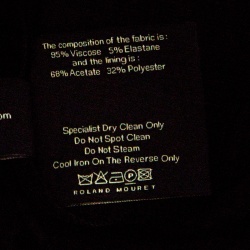 The composition of the fabric is :
95% Viscose 5% Elastane
and the lining is :
68% Acetate 32% Polyester
om
Specialist Dry Clean Only
Do Not Spot Clean
Do Not Steam
Cool Iron On The Reverse Only
P
ROLAND MOURET